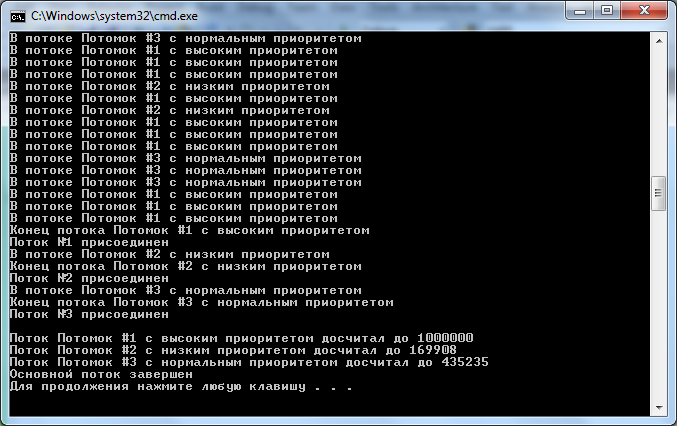 C:\Windows\system32\cmd.exe
В потоке Потомок #3 с нормальным приоритетом
В потоке Потомок #1 с высоким приоритетом
В потоке Потомок #1 с высоким приоритетом
В потоке Потомок #1 с высоким приоритетом
В потоке Потомок #2 с низким приоритетом
В потоке Потомок #1 с высоким приоритетом
В потоке Потомок #2 с низким приоритетом
В потоке Потомок #1 с высоким приоритетом
В потоке Потомок #1 с высоким приоритетом
В потоке Потомок #1 с высоким приоритетом
В потоке Потомок #3 с нормальным приоритетом
В потоке Потомок #3 с нормальным приоритетом
В потоке Потомок #3 с нормальным приоритетом
В потоке Потомок #1 с высоким приоритетом
В потоке Потомок #1 с высоким приоритетом
В потоке Потомок #1 с высоким приоритетом
Конец потока Потомок #1 с высоким приоритетом
Поток №1 присоединен
В потоке Потомок #2 с низким приоритетом
Конец потока Потомок #2 с низким приоритетом
Поток №2 присоединен
В потоке Потомок #3 с нормальным приоритетом
Конец потока Потомок #3 с нормальным приоритетом
Поток №3 присоединен
Поток Потомок #1 с высоким приоритетом досчитал до 1000000
Поток Потомок #2 с низким приоритетом досчитал до 169908
Поток Потомок #3 с нормальным приоритетом досчитал до 435235
Основной поток завершен
Для продолжения нажмите любую клавишу . . .